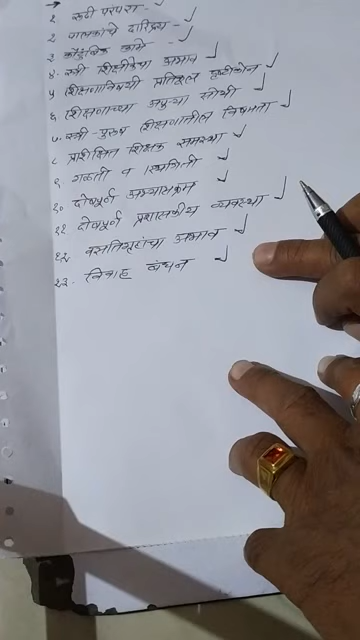 १. रूढी परंपरा -
२ पालकांचे दारिद्र्य -
३ कौटुंबिक कामे -
४. स्त्री शिक्षीकेचा अभाव
५ शिक्षणाविषयी प्रतिकूल दृष्टीकोन
६ शिक्षणाच्या अपुऱ्या सोयी
७. स्त्री-पुरुष शिक्षणातील विषमता
८ प्रशिक्षित शिक्षक समस्या
९ गळती व स्थगिती
१० दोषपूर्ण अभ्यासक्रम
११ दोषपूर्ण प्रशासकीय व्यवस्था
१२. वसतिगृहांचा अभाव
१३. विवाह बंधन